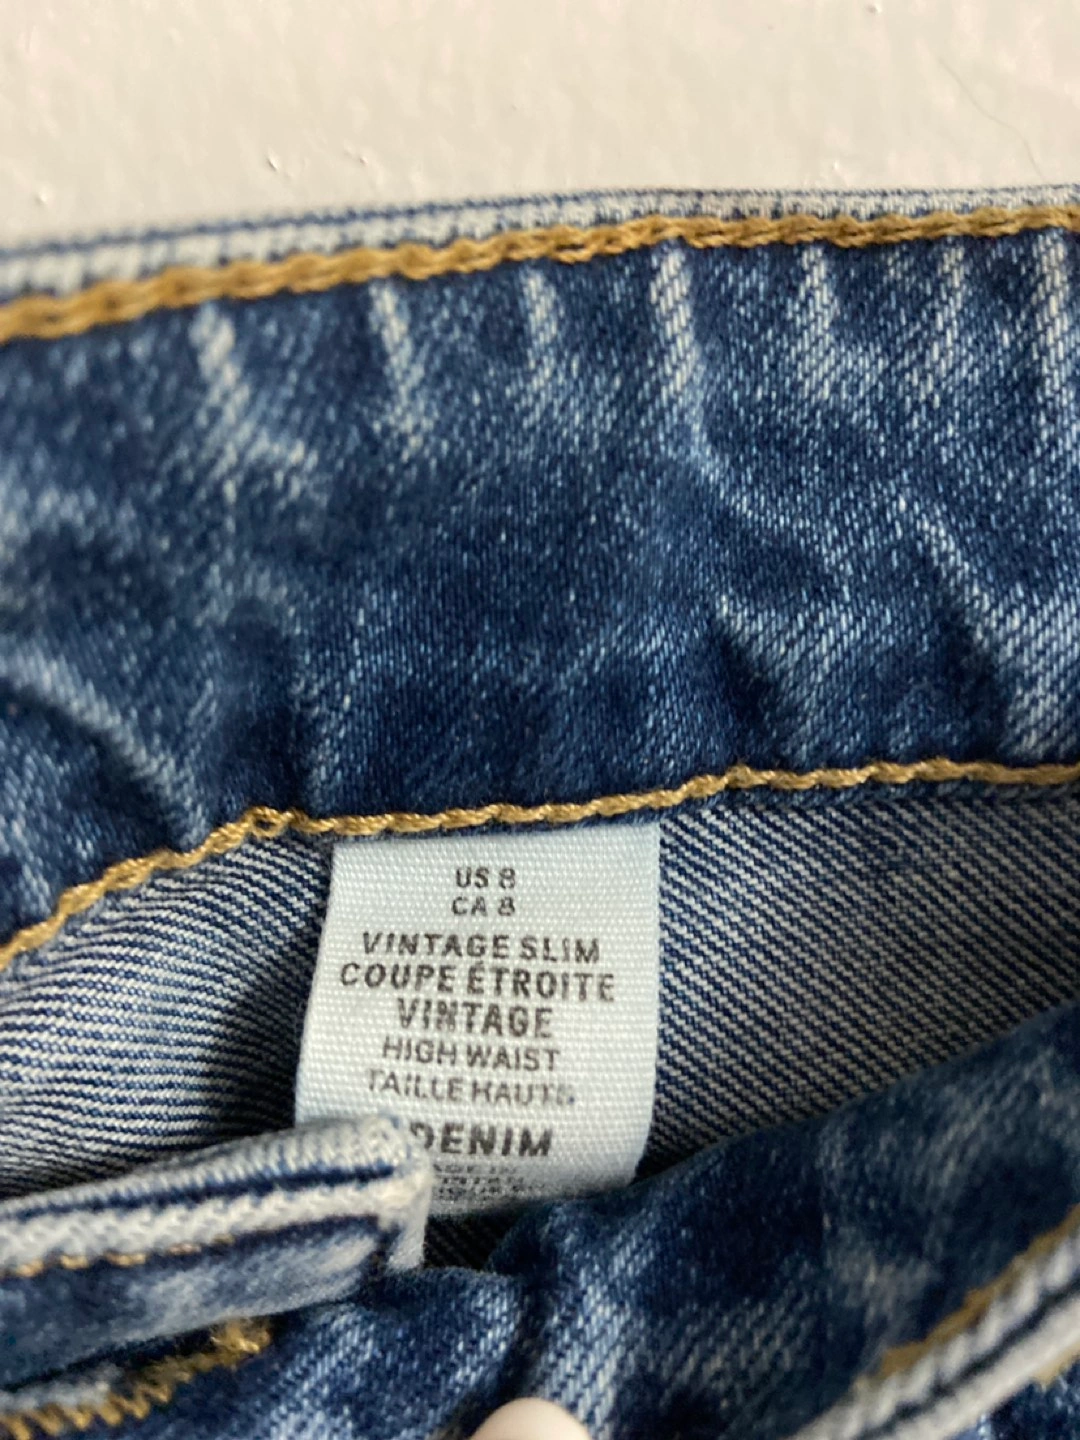 US 8
CA 8
VINTAGE SLIM
COUPE ÉTROITE
VINTAGE
HIGH WAIST
TAILLE HAUTE
DENIM